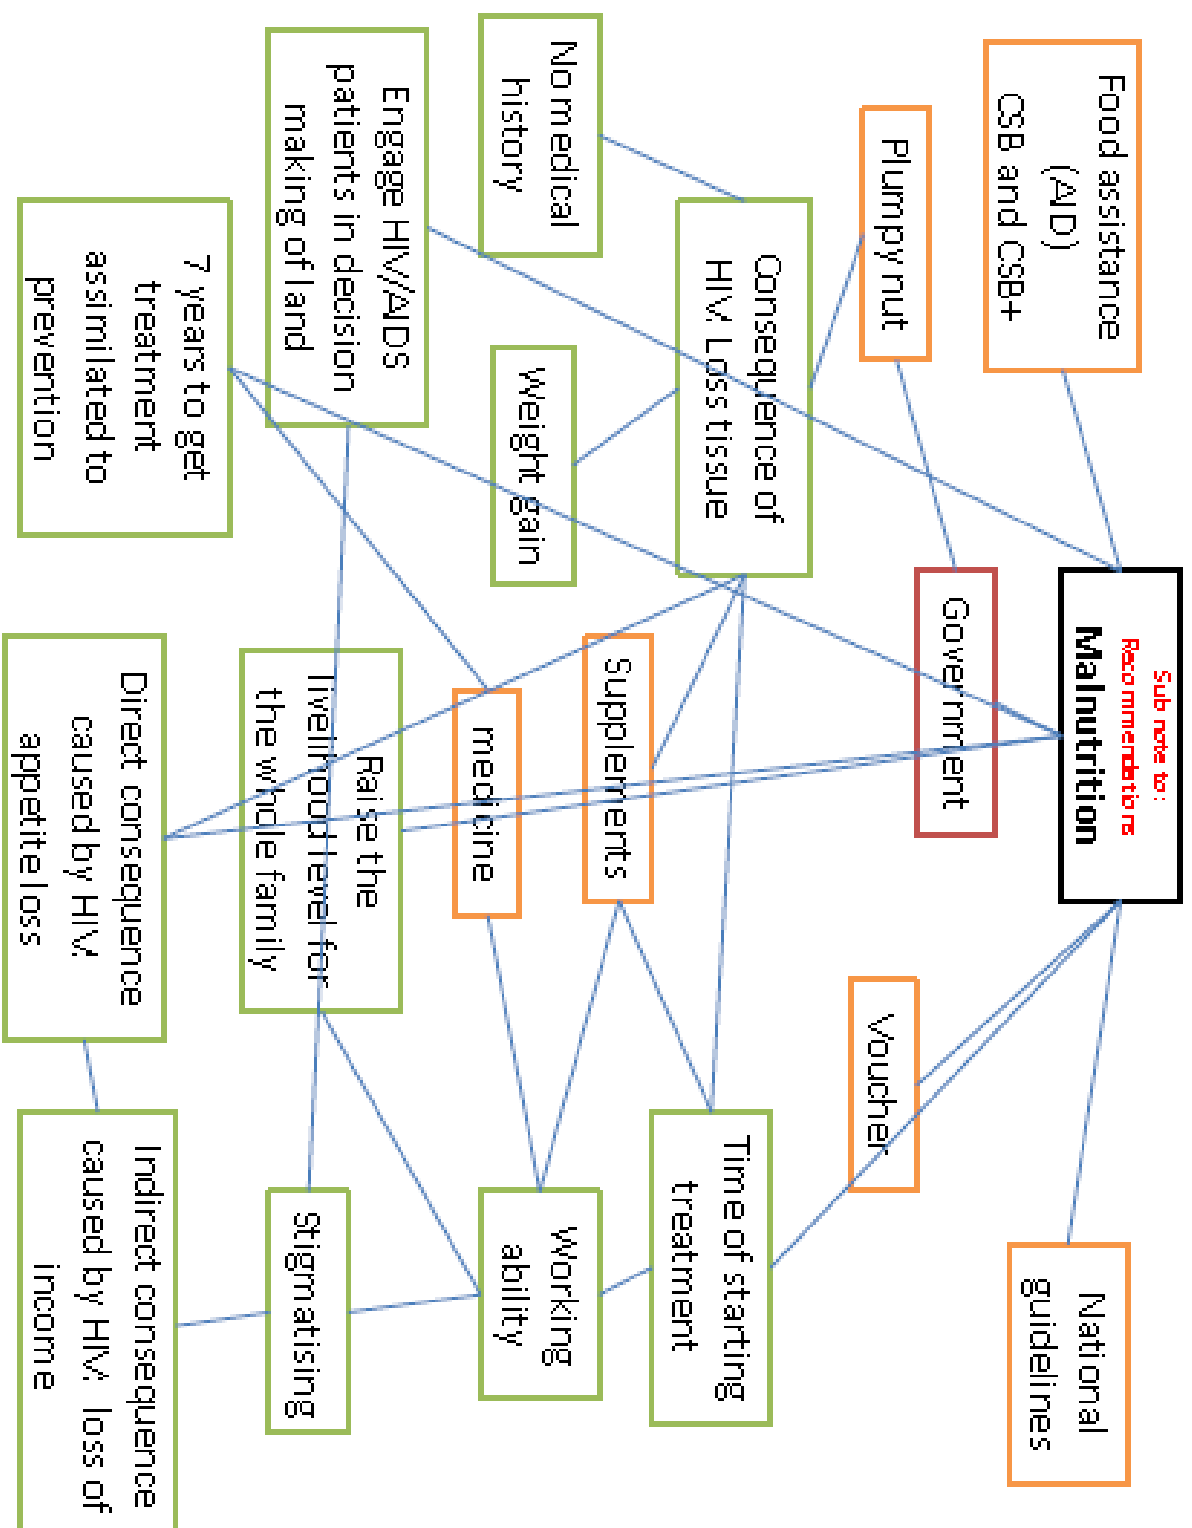 Sub note to:
Recommendations
Malnutrition
Food assistance
(AID)
CSB and CSB+
National
guidelines
Government
Plumpy nut
Voucher
Consequence of
HIV: Loss tissue
Time of starting
treatment
Supplements
No medical
history
Weight gain
medicine
Working
ability
Engage HIV/AIDS
patients in decision
making of land
Raise the
livelihood level for
the whole family
Stigmatising
7 years to get
treatment
assimilated to
prevention
Direct consequence
caused by HIV:
appetite loss
Indirect consequence
caused by HIV: loss of
income